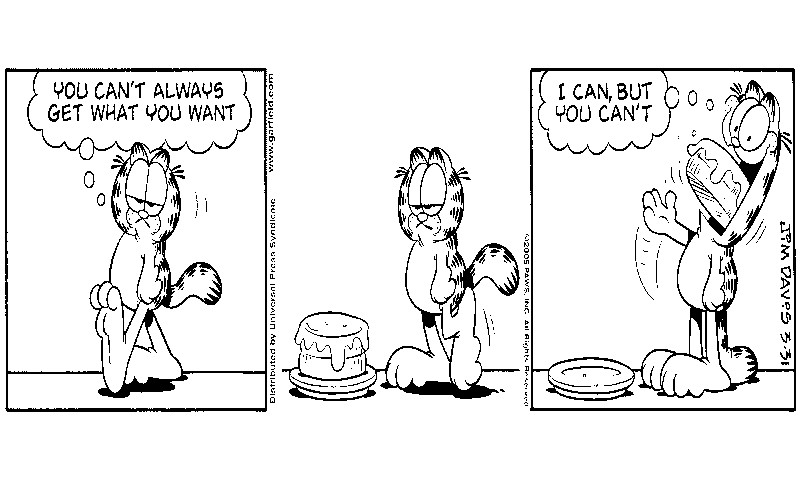 YOU CAN'T ALWAYS
GET WHAT YOU WANT
www.garfield.com
Distributed by Universal Press Syndicate
©2005 PAWS, INC. All Rights Reserved
I CAN, BUT
YOU CAN'T
JIM DAVIS 3·31